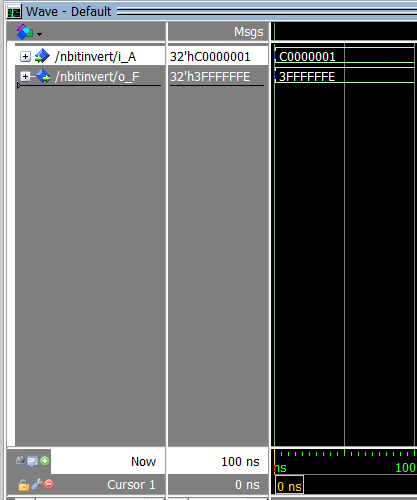 Wave - Default
Msgs
/nbitinvert/i_A 32'hC0000001 C0000001
/nbitinvert/o_F 32'h3FFFFFFE 3FFFFFFE
Now 100 ns ns 100
Cursor 1 0 ns 0 ns